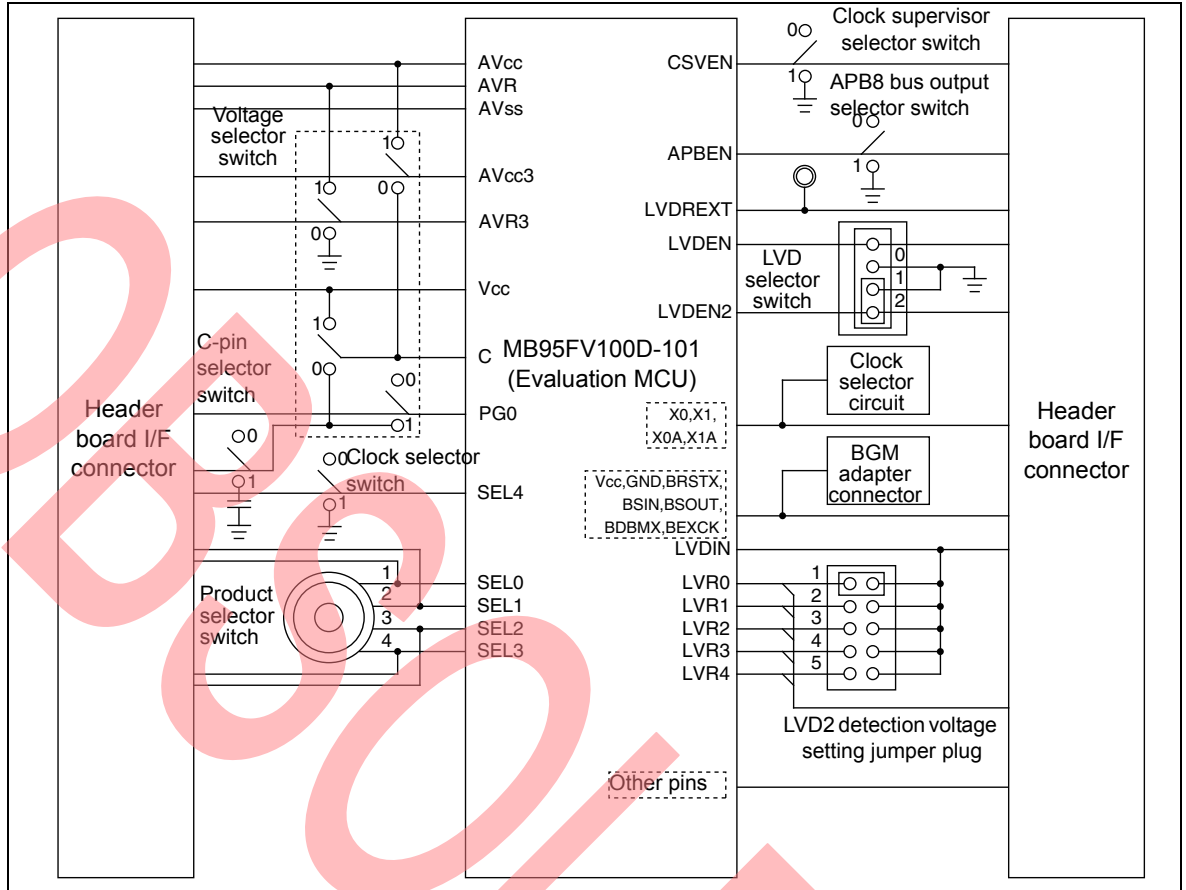 Clock supervisor
selector switch
0
1
CSVEN
APB8 bus output
selector switch
0
1
APBEN
AVcc
AVR
AVss
Voltage
selector
switch
1
0
AVcc3
1
0
AVR3
LVDREXT
LVDEN
LVD
selector
switch
0
1
2
LVDEN2
Vcc
1
0
C
MB95FV100D-101
(Evaluation MCU)
C-pin
selector
switch
0
1
PG0
0
1
Clock selector
switch
0
1
SEL4
Header
board I/F
connector
Clock
selector
circuit
X0,X1,
X0A,X1A
BGM
adapter
connector
Vcc,GND,BRSTX,
BSIN,BSOUT,
BDBMX,BEXCK
Header
board I/F
connector
LVDIN
Product
selector
switch
1
2
3
4
SEL0
SEL1
SEL2
SEL3
LVR0
LVR1
LVR2
LVR3
LVR4
1
2
3
4
5
LVD2 detection voltage
setting jumper plug
Other pins